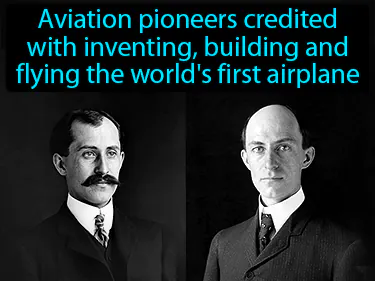 Aviation pioneers credited
with inventing, building and
flying the world's first airplane